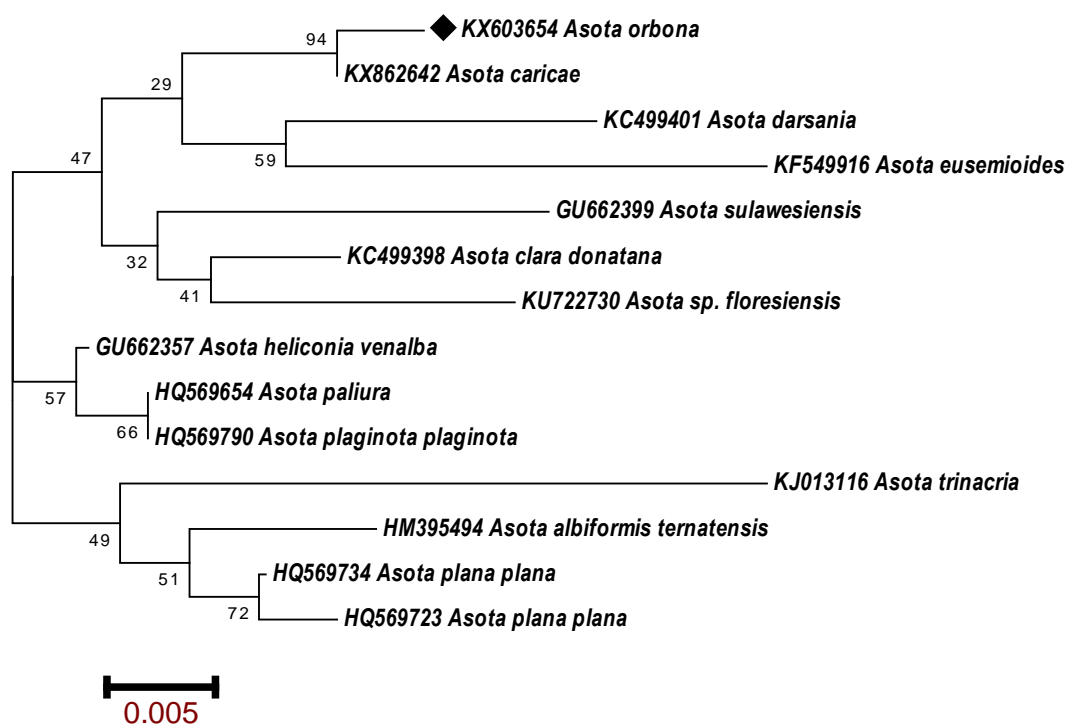 94
KX603654 Asota orbona
KX862642 Asota caricae
29
KC499401 Asota darsania
59
47
KF549916 Asota eusemioides
GU662399 Asota sulawesiensis
32
KC499398 Asota clara donatana
41
KU722730 Asota sp. floresiensis
GU662357 Asota heliconia venalba
57
HQ569654 Asota paliura
66
HQ569790 Asota plaginota plaginota
KJ013116 Asota trinacria
49
HM395494 Asota albiformis ternatensis
51
HQ569734 Asota plana plana
72
HQ569723 Asota plana plana
0.005